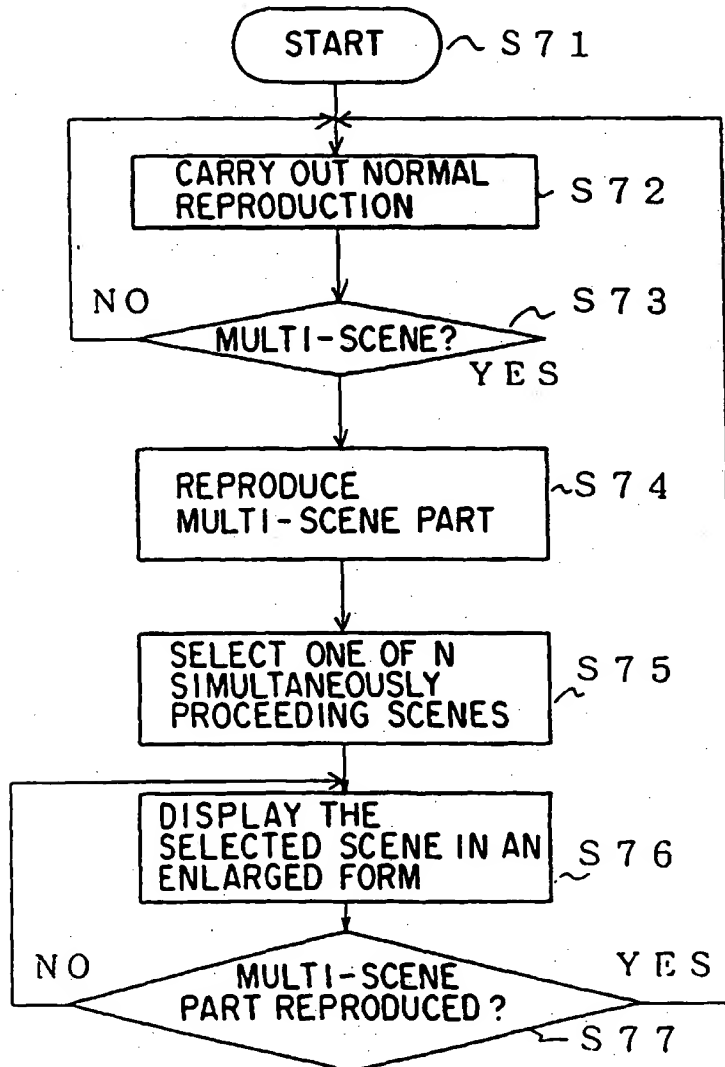 START
S71
CARRY OUT NORMAL
REPRODUCTION
S72
NO
S73
MULTI-SCENE?
YES
REPRODUCE
MULTI-SCENE PART
S74
SELECT ONE OF N
SIMULTANEOUSLY
PROCEEDING SCENES
S75
DISPLAY THE
SELECTED SCENE IN AN
ENLARGED FORM
S76
NO
MULTI-SCENE
PART REPRODUCED?
YES
S77